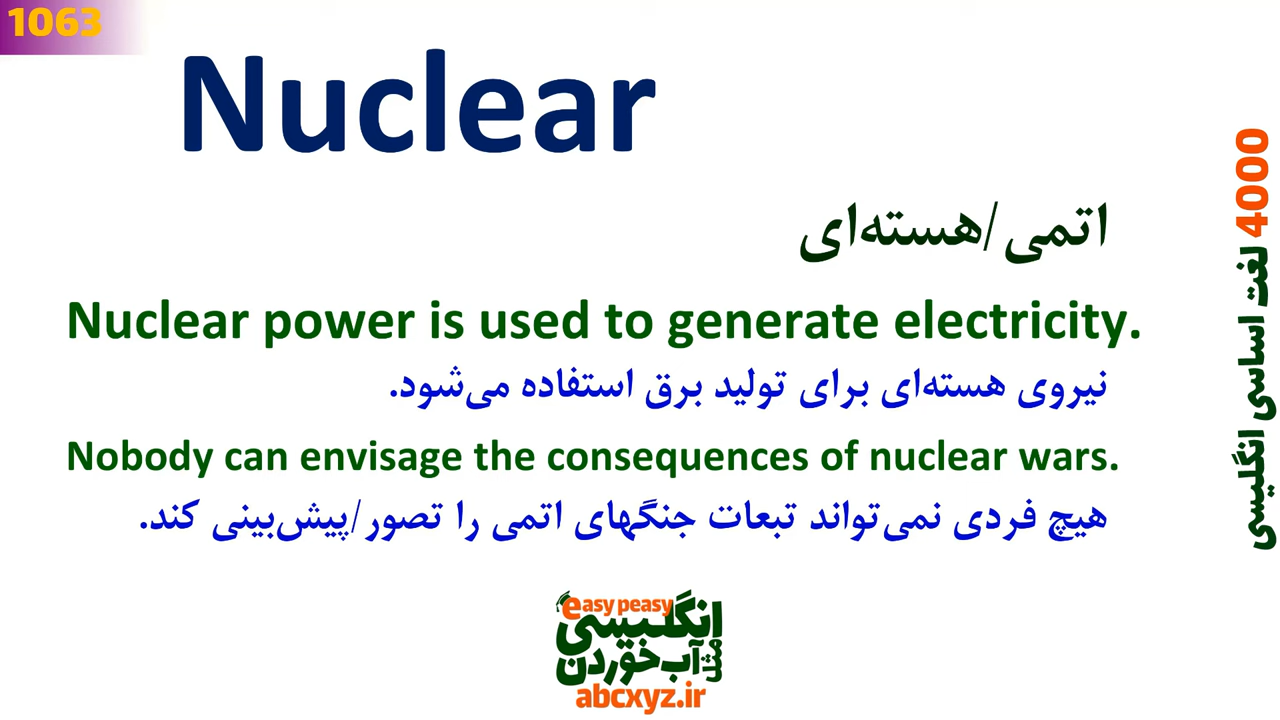 1063
Nuclear
اتمی/هسته‌ای
Nuclear power is used to generate electricity.
نیروی هسته‌ای برای تولید برق استفاده می‌شود.
Nobody can envisage the consequences of nuclear wars.
هیچ فردی نمی‌تواند تبعات جنگهای اتمی را تصور/پیش‌بینی کند.
4000 لغت اساسی انگلیسی
easy peasy
انگلیسی
مثل آب خوردن
abcxyz.ir